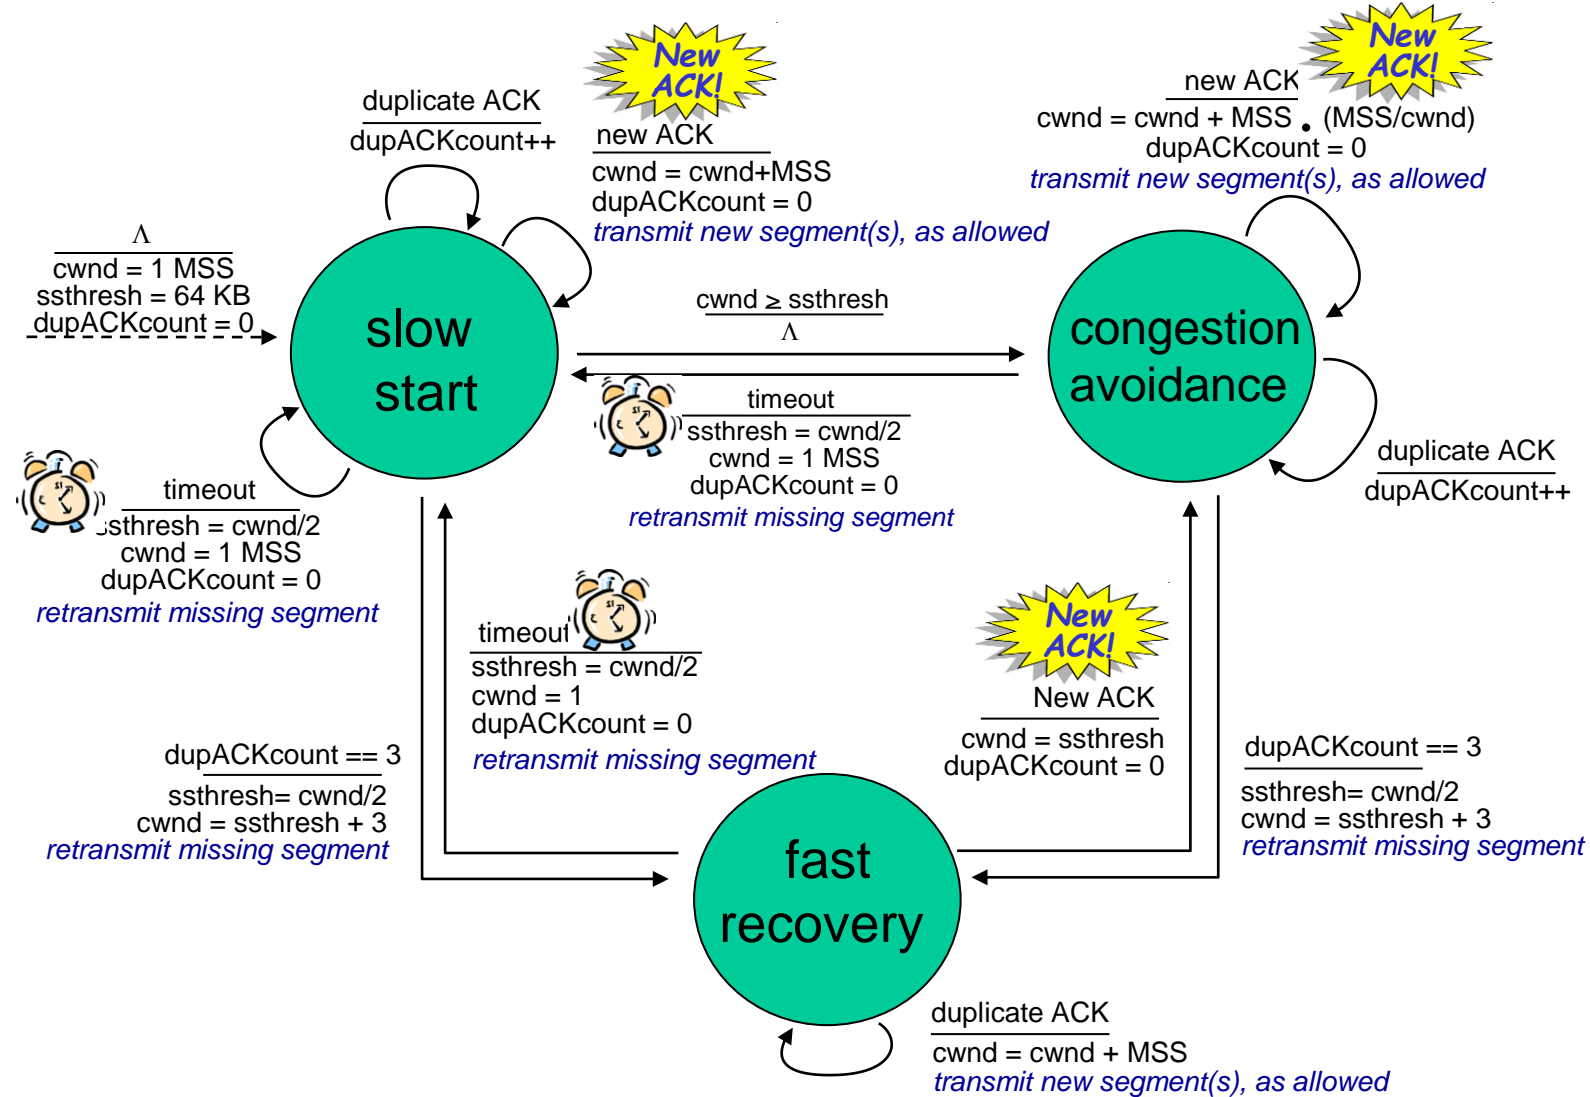 New
ACK!
duplicate ACK
dupACKcount++
new ACK
cwnd = cwnd+MSS
dupACKcount = 0
transmit new segment(s), as allowed
New
ACK!
new ACK
cwnd = cwnd + MSS • (MSS/cwnd)
dupACKcount = 0
transmit new segment(s), as allowed
Λ
cwnd = 1 MSS
ssthresh = 64 KB
dupACKcount = 0
slow
start
cwnd ≥ ssthresh
Λ
congestion
avoidance
timeout
ssthresh = cwnd/2
cwnd = 1 MSS
dupACKcount = 0
retransmit missing segment
duplicate ACK
dupACKcount++
timeout
ssthresh = cwnd/2
cwnd = 1 MSS
dupACKcount = 0
retransmit missing segment
timeout
ssthresh = cwnd/2
cwnd = 1
dupACKcount = 0
retransmit missing segment
New
ACK!
New ACK
cwnd = ssthresh
dupACKcount = 0
dupACKcount == 3
ssthresh= cwnd/2
cwnd = ssthresh + 3
retransmit missing segment
dupACKcount == 3
ssthresh= cwnd/2
cwnd = ssthresh + 3
retransmit missing segment
fast
recovery
duplicate ACK
cwnd = cwnd + MSS
transmit new segment(s), as allowed